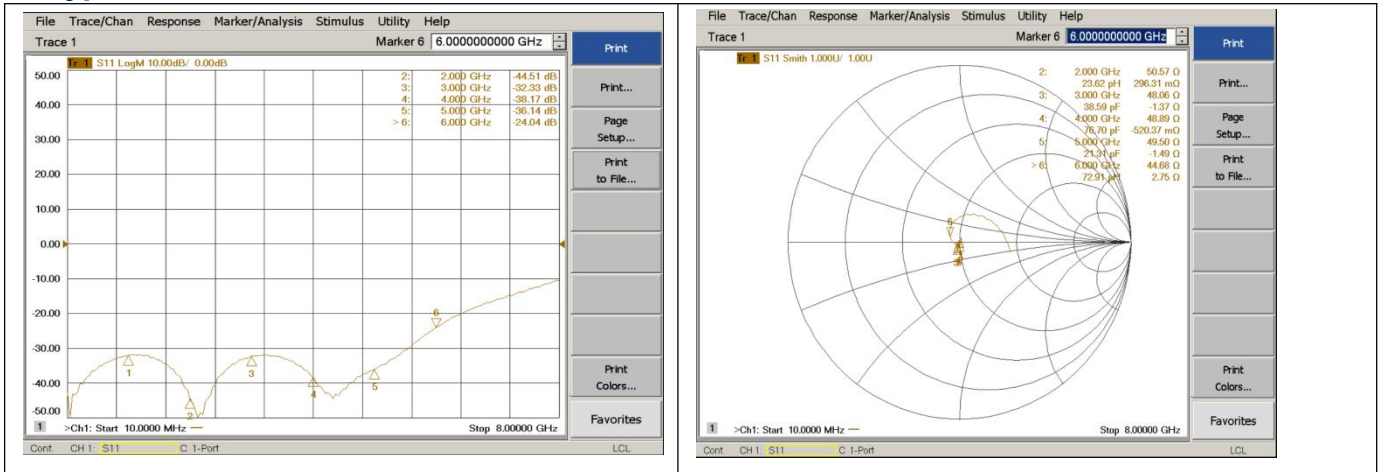 File Trace/Chan Response Marker/Analysis Stimulus Utility Help
Trace 1 Marker 6 6.0000000000 GHz
Print
Tr 1 S11 LogM 10.00dB/ 0.00dB
50.00
40.00
30.00
20.00
10.00
0.00
-10.00
-20.00
-30.00
-40.00
-50.00
2: 2.000 GHz -44.51 dB
3: 3.000 GHz -32.33 dB
4: 4.000 GHz -38.17 dB
5: 5.000 GHz -36.14 dB
> 6: 6.000 GHz -24.04 dB
1
2
3
4
5
6
Print...
Page
Setup...
Print
to File...
Print
Colors...
Favorites
1 >Ch1: Start 10.0000 MHz Stop 8.00000 GHz
Cont. CH 1: S11 C 1-Port LCL
File Trace/Chan Response Marker/Analysis Stimulus Utility Help
Trace 1 Marker 6 6.0000000000 GHz
Print
Tr 1 S11 Smith 1.000U/ 1.00U
2: 2.000 GHz 50.57 Ω
23.62 pH 296.31 mΩ
3: 3.000 GHz 48.06 Ω
38.59 pF -1.37 Ω
4: 4.000 GHz 48.89 Ω
76.70 pF -520.37 mΩ
5: 5.000 GHz 49.50 Ω
21.31 pF -1.49 Ω
> 6: 6.000 GHz 44.68 Ω
72.91 pH 2.75 Ω
6
Print...
Page
Setup...
Print
to File...
Print
Colors...
Favorites
1 >Ch1: Start 10.0000 MHz Stop 8.00000 GHz
Cont. CH 1: S11 C 1-Port LCL